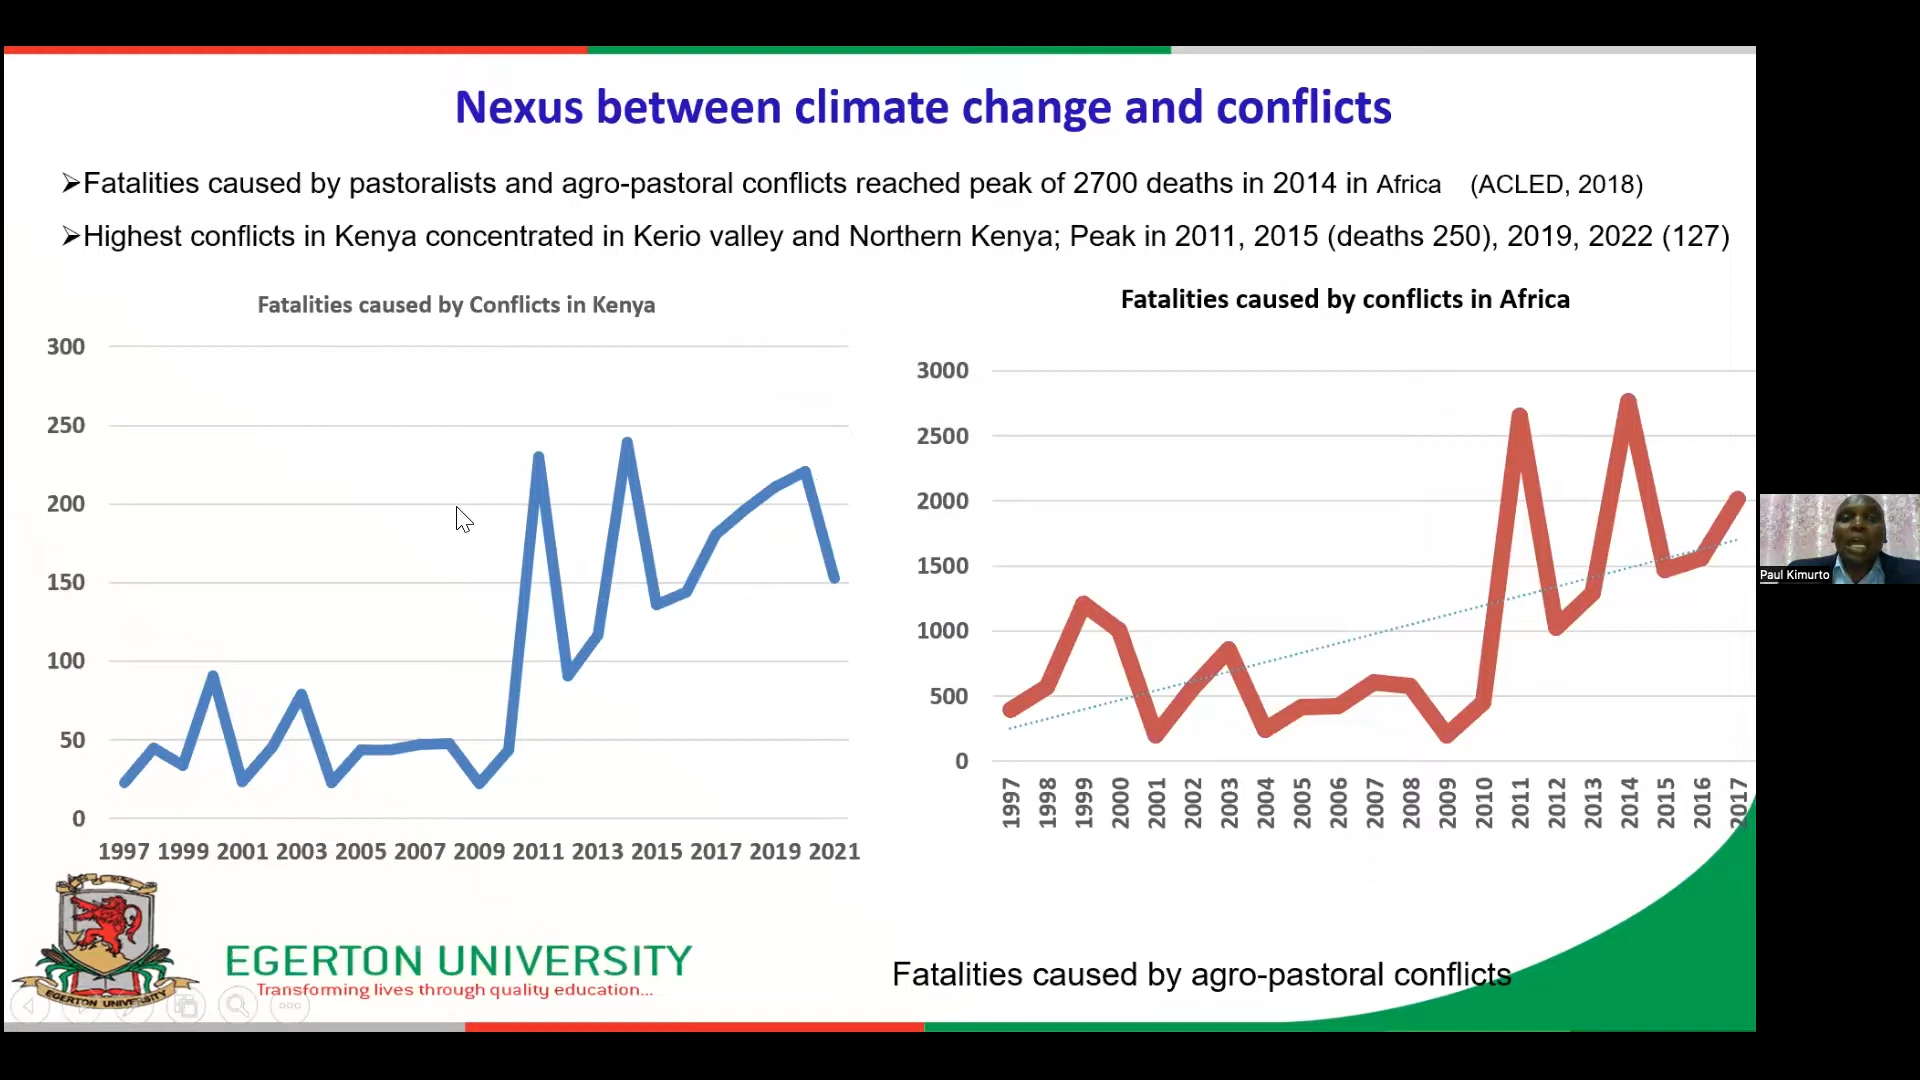 Nexus between climate change and conflicts
➢Fatalities caused by pastoralists and agro-pastoral conflicts reached peak of 2700 deaths in 2014 in Africa (ACLED, 2018)
➢Highest conflicts in Kenya concentrated in Kerio valley and Northern Kenya; Peak in 2011, 2015 (deaths 250), 2019, 2022 (127)
Fatalities caused by Conflicts in Kenya
300
250
200
150
100
50
0
1997 1999 2001 2003 2005 2007 2009 2011 2013 2015 2017 2019 2021
Fatalities caused by conflicts in Africa
3000
2500
2000
1500
1000
500
0
1997 1998 1999 2000 2001 2002 2003 2004 2005 2006 2007 2008 2009 2010 2011 2012 2013 2014 2015 2016 2017
Paul Kimurto
EGERTON UNIVERSITY
EGERTON UNIVERSITY
Transforming lives through quality education...
Fatalities caused by agro-pastoral conflicts